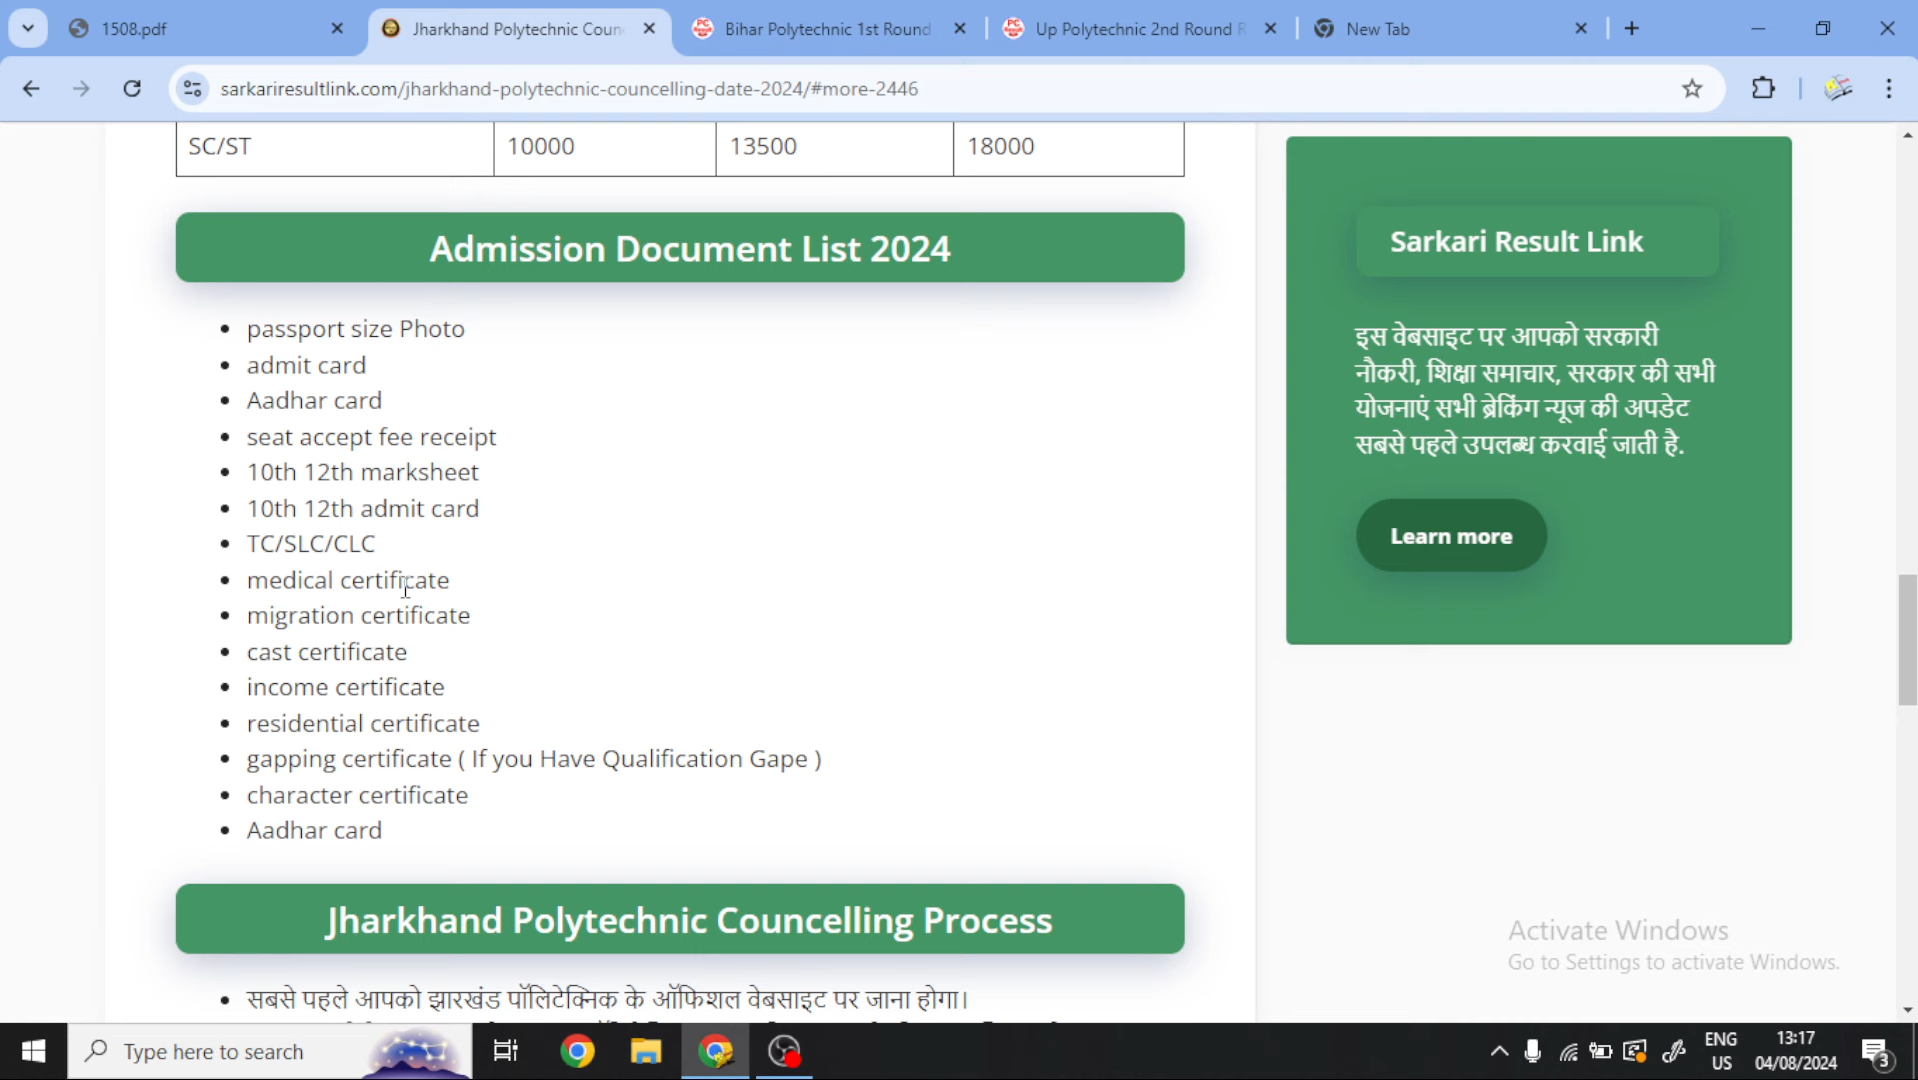 1508.pdf
Jharkhand Polytechnic Coun
Bihar Polytechnic 1st Round
Up Polytechnic 2nd Round R
New Tab
sarkariresultlink.com/jharkhand-polytechnic-councelling-date-2024/#more-2446
SC/ST 10000 13500 18000
Admission Document List 2024
passport size Photo
admit card
Aadhar card
seat accept fee receipt
10th 12th marksheet
10th 12th admit card
TC/SLC/CLC
medical certificate
migration certificate
cast certificate
income certificate
residential certificate
gapping certificate ( If you Have Qualification Gape )
character certificate
Aadhar card
Jharkhand Polytechnic Councelling Process
सबसे पहले आपको झारखंड पॉलिटेक्निक के ऑफिशल वेबसाइट पर जाना होगा।
Sarkari Result Link
इस वेबसाइट पर आपको सरकारी
नौकरी, शिक्षा समाचार, सरकार की सभी
योजनाएं सभी ब्रेकिंग न्यूज की अपडेट
सबसे पहले उपलब्ध करवाई जाती है.
Learn more
Activate Windows
Go to Settings to activate Windows.
Type here to search
ENG
US
13:17
04/08/2024
3